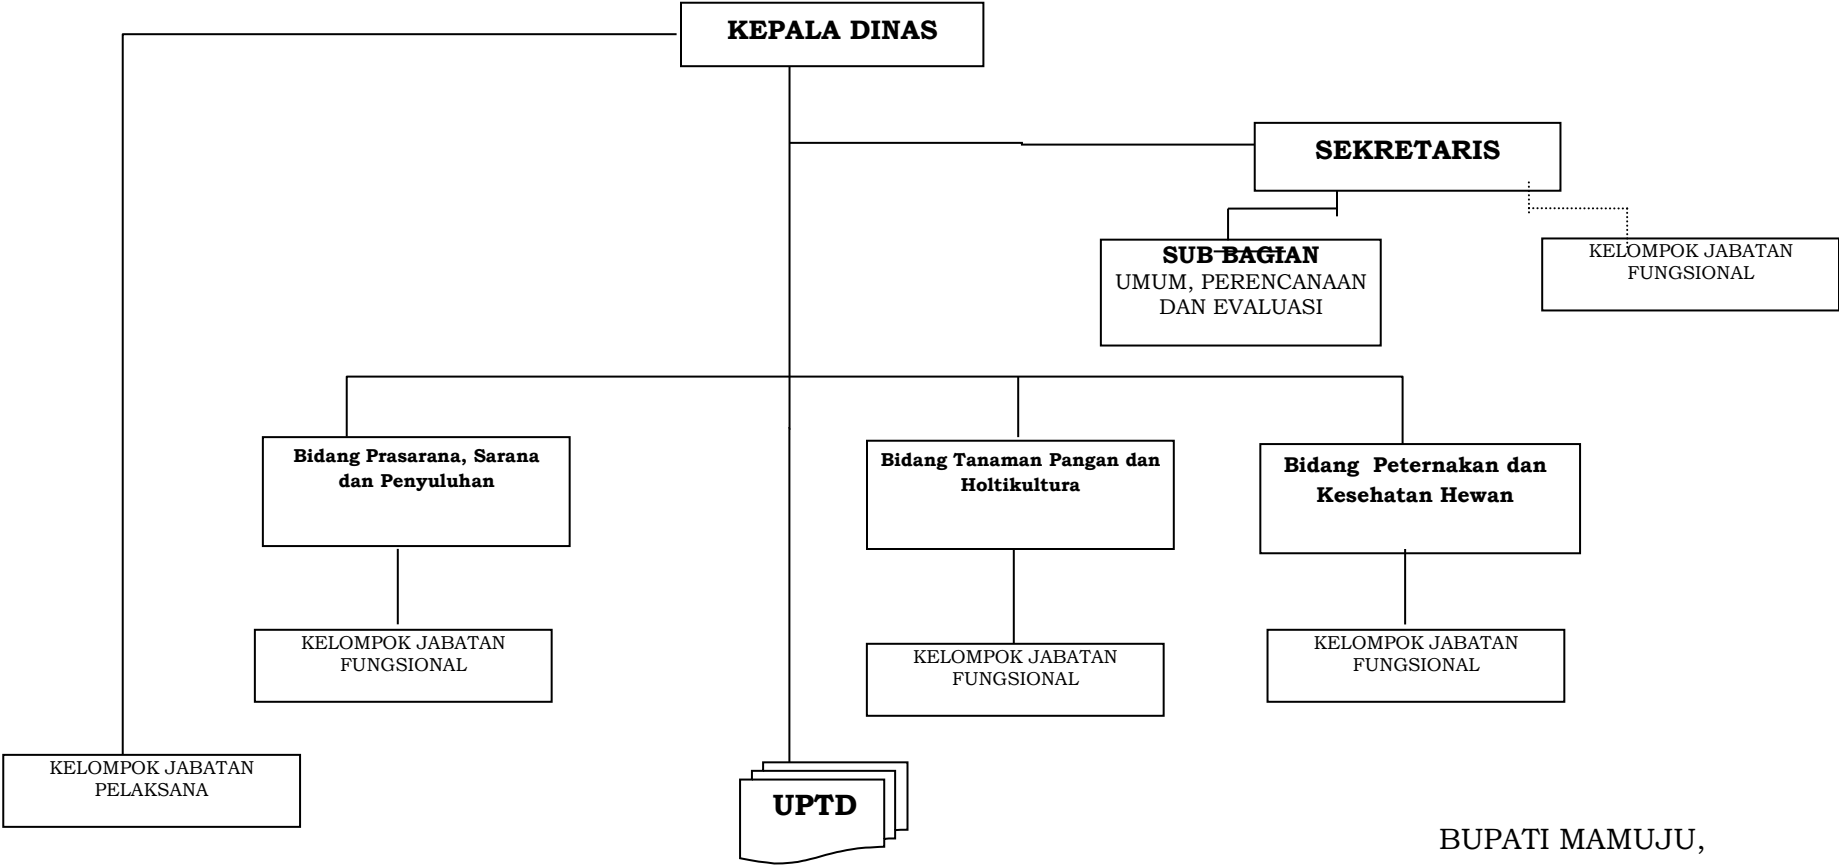 KEPALA DINAS
SEKRETARIS
SUB BAGIAN
UMUM, PERENCANAAN
DAN EVALUASI
KELOMPOK JABATAN
FUNGSIONAL
Bidang Prasarana, Sarana
dan Penyuluhan
Bidang Tanaman Pangan dan
Holtikultura
Bidang  Peternakan dan
Kesehatan Hewan
KELOMPOK JABATAN
FUNGSIONAL
KELOMPOK JABATAN
FUNGSIONAL
KELOMPOK JABATAN
FUNGSIONAL
KELOMPOK JABATAN
PELAKSANA
UPTD
BUPATI MAMUJU,